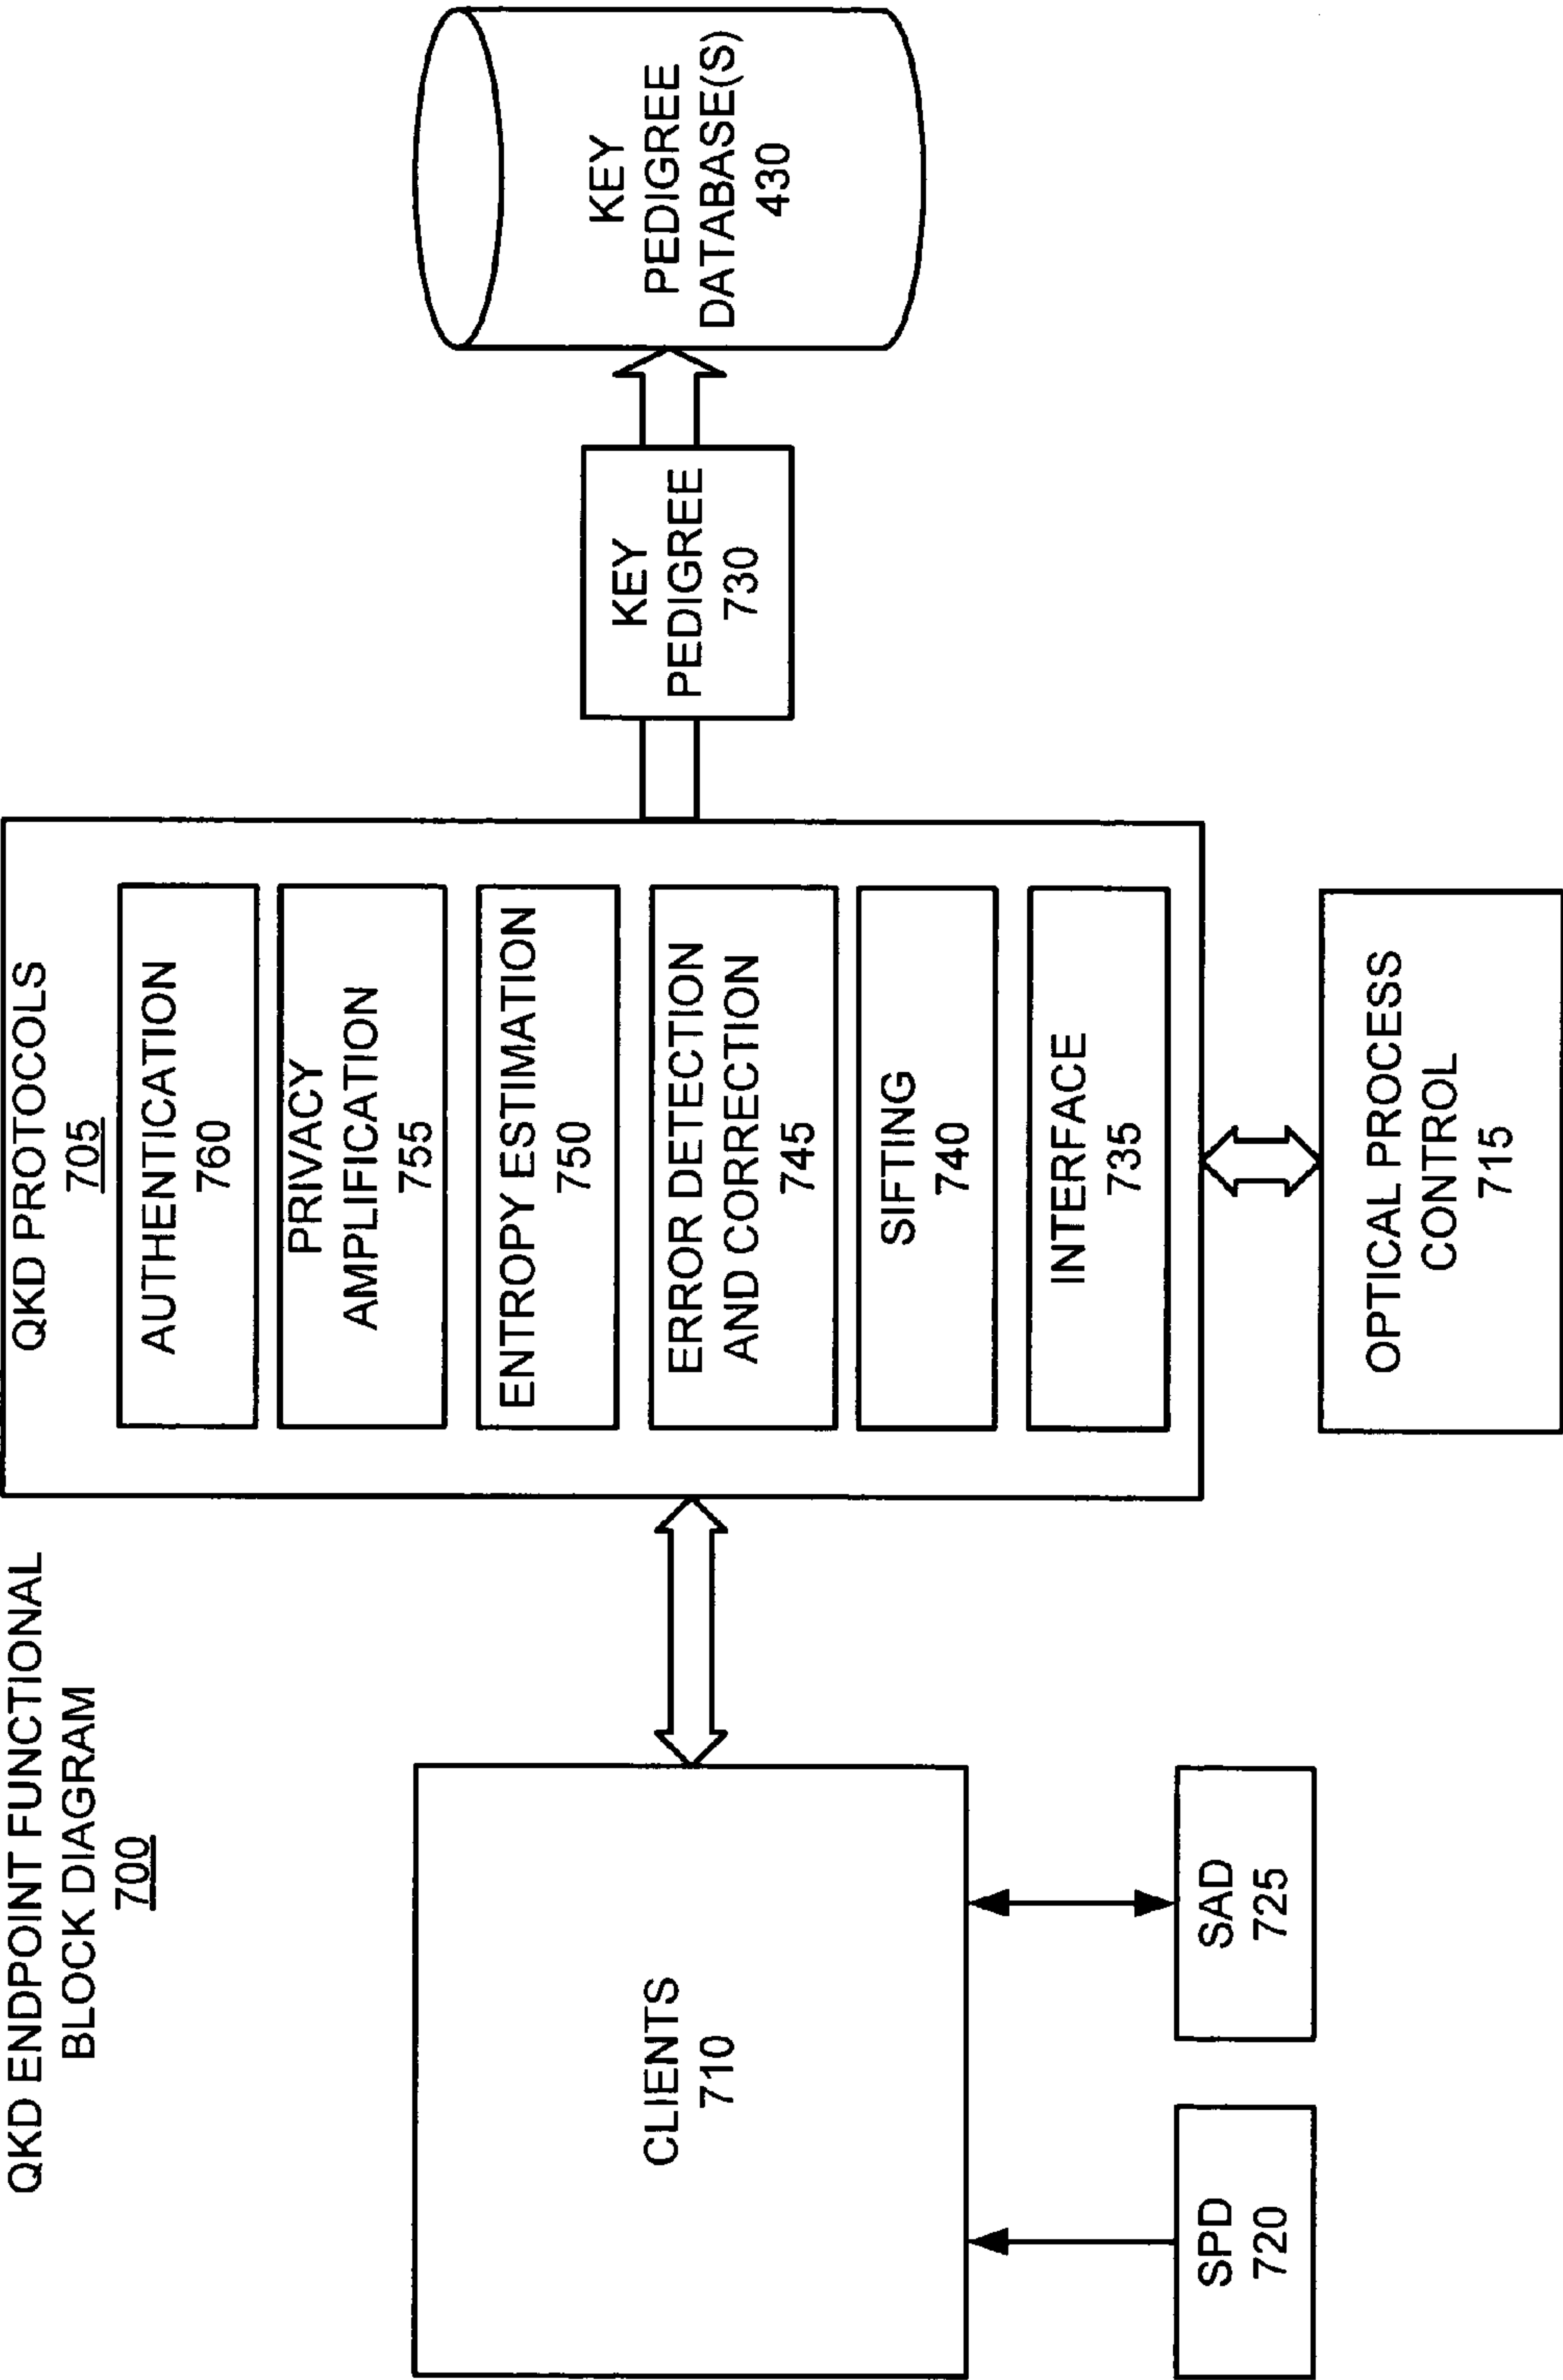 QKD ENDPOINT FUNCTIONAL
BLOCK DIAGRAM
700
QKD PROTOCOLS
705
AUTHENTICATION
760
PRIVACY
AMPLIFICATION
755
ENTROPY ESTIMATION
750
ERROR DETECTION
AND CORRECTION
745
SIFTING
740
INTERFACE
735
CLIENTS
710
KEY
PEDIGREE
730
KEY
PEDIGREE
DATABASE(S)
430
SPD
720
SAD
725
OPTICAL PROCESS
CONTROL
715